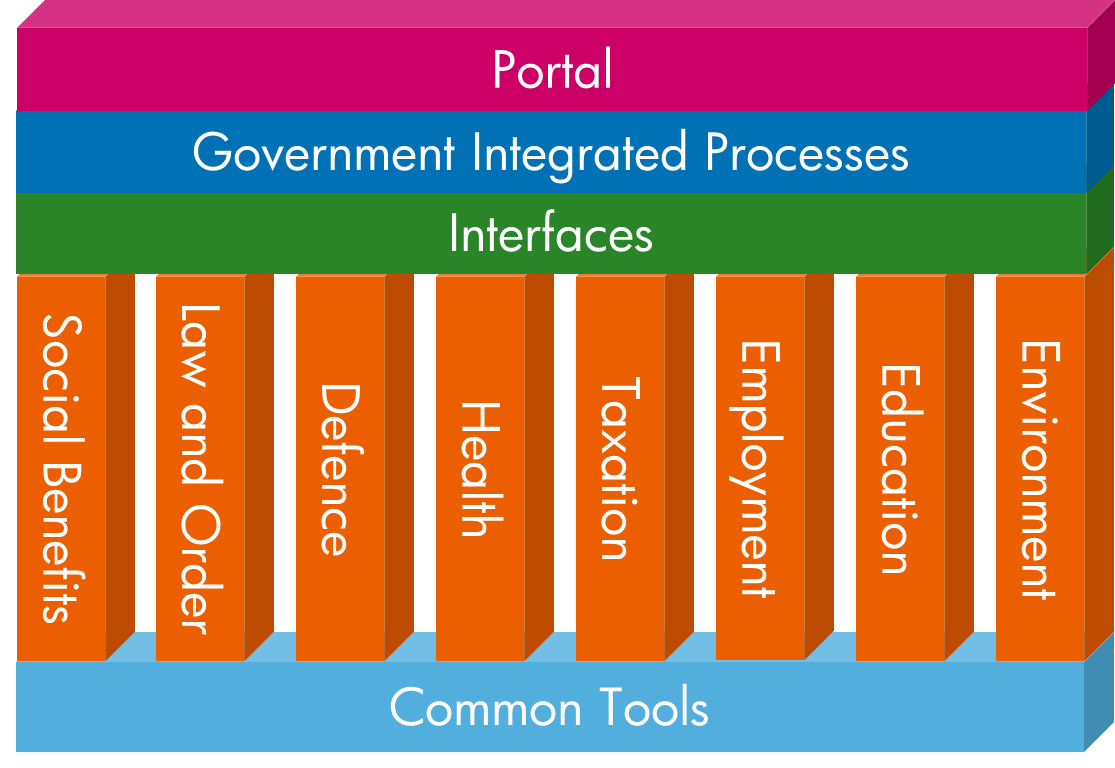 Portal
Government Integrated Processes
Interfaces
Social Benefits
Law and Order
Defence
Health
Taxation
Employment
Education
Environment
Common Tools